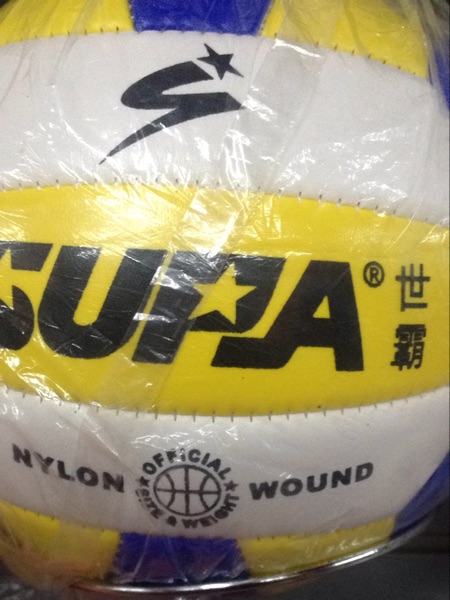 SUPA®
世霸
NYLON
OFFICIAL
SIZE & WEIGHT
WOUND